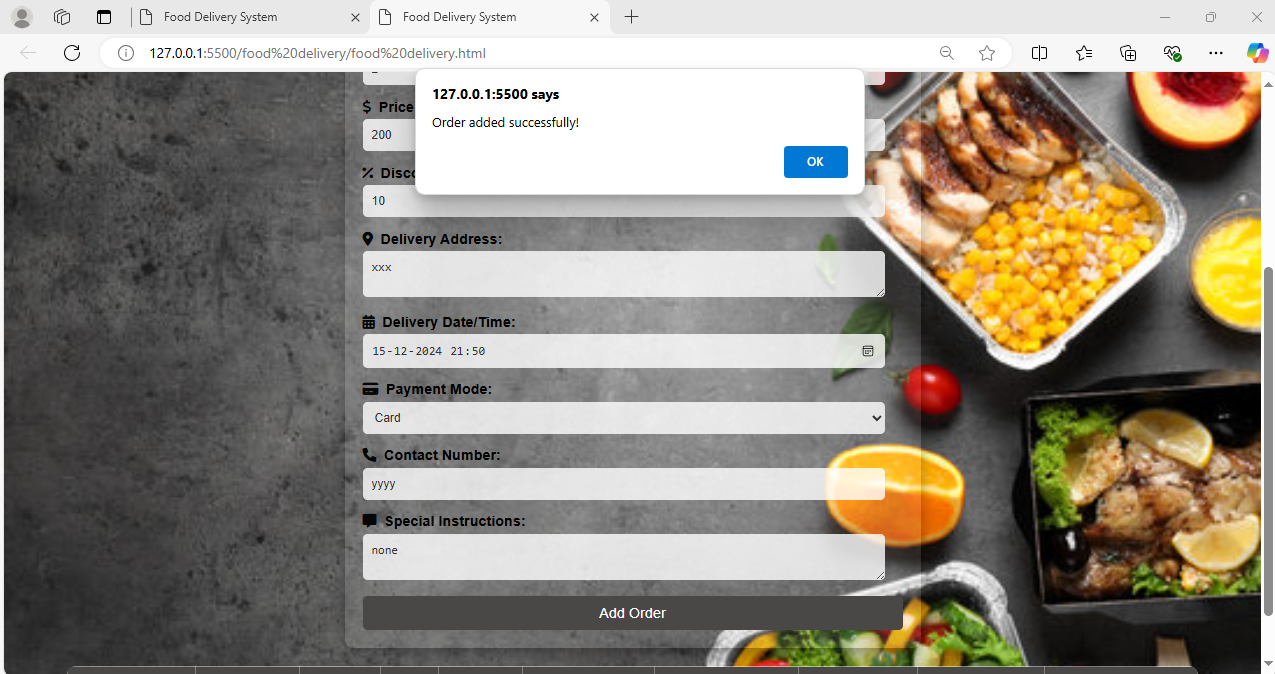 Food Delivery System
Food Delivery System
127.0.0.1:5500/food%20delivery/food%20delivery.html
127.0.0.1:5500 says
Order added successfully!
OK
Price
200
Disco
10
Delivery Address:
xxx
Delivery Date/Time:
15-12-2024 21:50
Payment Mode:
Card
Contact Number:
yyyy
Special Instructions:
none
Add Order